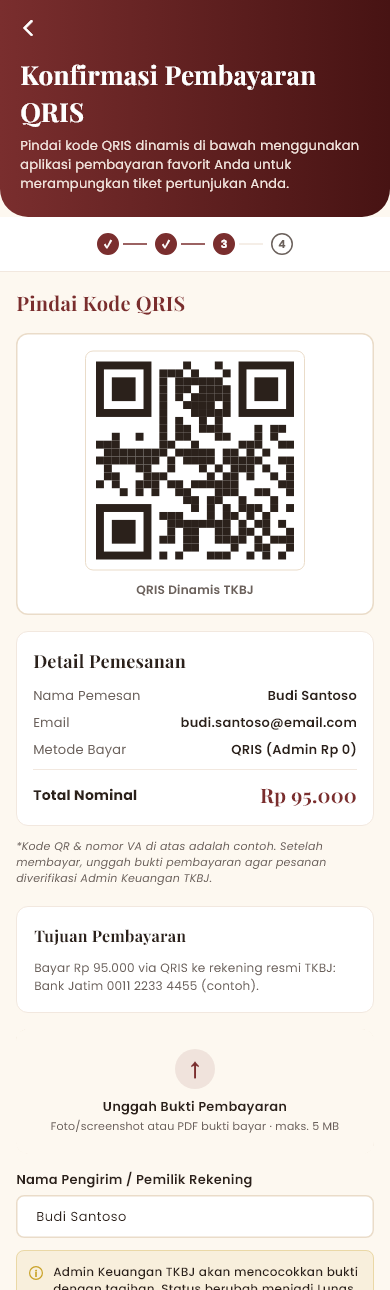 Konfirmasi Pembayaran
QRIS
Pindai kode QRIS dinamis di bawah menggunakan
aplikasi pembayaran favorit Anda untuk
merampungkan tiket pertunjukan Anda.
3 4
Pindai Kode QRIS
QRIS Dinamis TKBJ
Detail Pemesanan
Nama Pemesan Budi Santoso
Email budi.santoso@email.com
Metode Bayar QRIS (Admin Rp 0)
Total Nominal Rp 95.000
*Kode QR & nomor VA di atas adalah contoh. Setelah
membayar, unggah bukti pembayaran agar pesanan
diverifikasi Admin Keuangan TKBJ.
Tujuan Pembayaran
Bayar Rp 95.000 via QRIS ke rekening resmi TKBJ:
Bank Jatim 0011 2233 4455 (contoh).
Unggah Bukti Pembayaran
Foto/screenshot atau PDF bukti bayar · maks. 5 MB
Nama Pengirim / Pemilik Rekening
Budi Santoso
Admin Keuangan TKBJ akan mencocokkan bukti
dengan tagihan. Status berubah menjadi Lunas